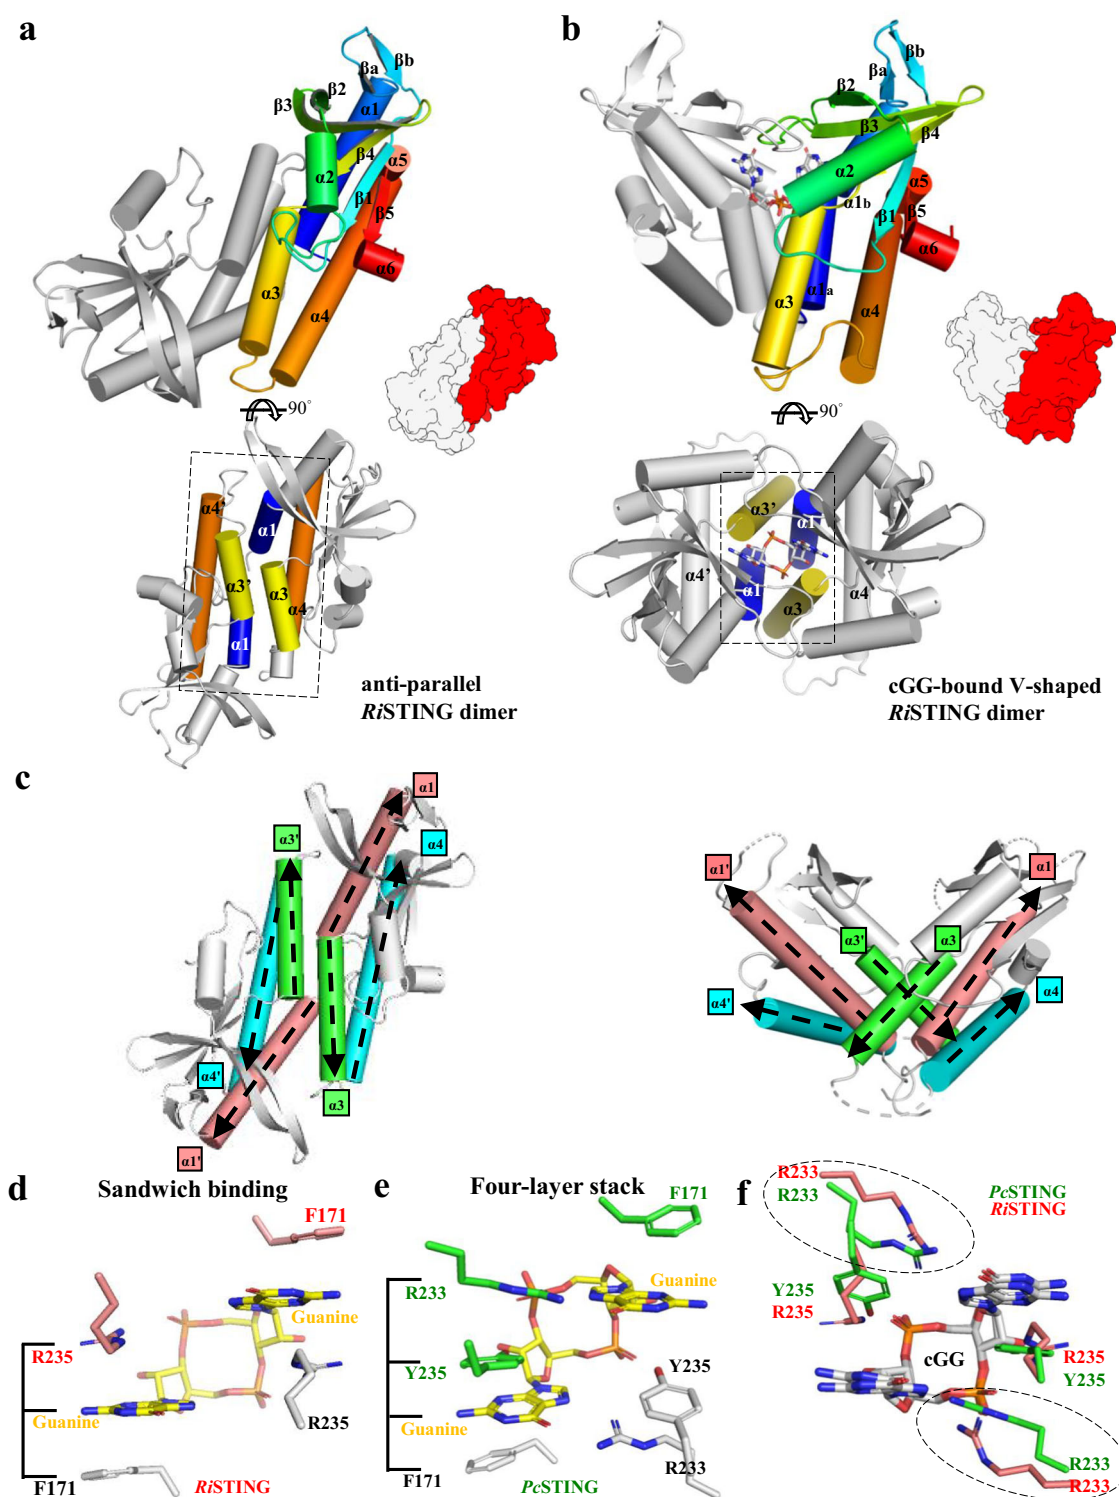 a
βb
βa
β2
β3
α1
β4
α5
α2
β1
β5
α6
α3
α4
90°
α4'
α1
α3'
α3
α4
α1
anti-parallel
RiSTING dimer
b
βb
βa
β2
β3
β4
α2
α5
α1b
β1
β5
α6
α3
α1a
α4
90°
α3'
α1
α4'
α4
α1
α3
cGG-bound V-shaped
RiSTING dimer
c
α1
α3'
α4
α4'
α3
α1'
α1'
α1
α3'
α3
α4'
α4
d
Sandwich binding
F171
Guanine
R235
R235
Guanine
F171
RiSTING
e
Four-layer stack
F171
R233
Guanine
Y235
Y235
Guanine
F171
R233
PcSTING
f
R233
R233
PcSTING
RiSTING
Y235
R235
cGG
R235
Y235
R233
R233